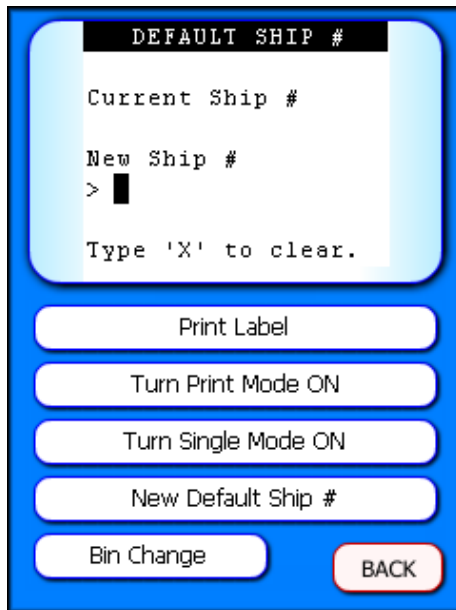 DEFAULT SHIP #
Current Ship #
New Ship #
>
Type 'X' to clear.
Print Label
Turn Print Mode ON
Turn Single Mode ON
New Default Ship #
Bin Change
BACK